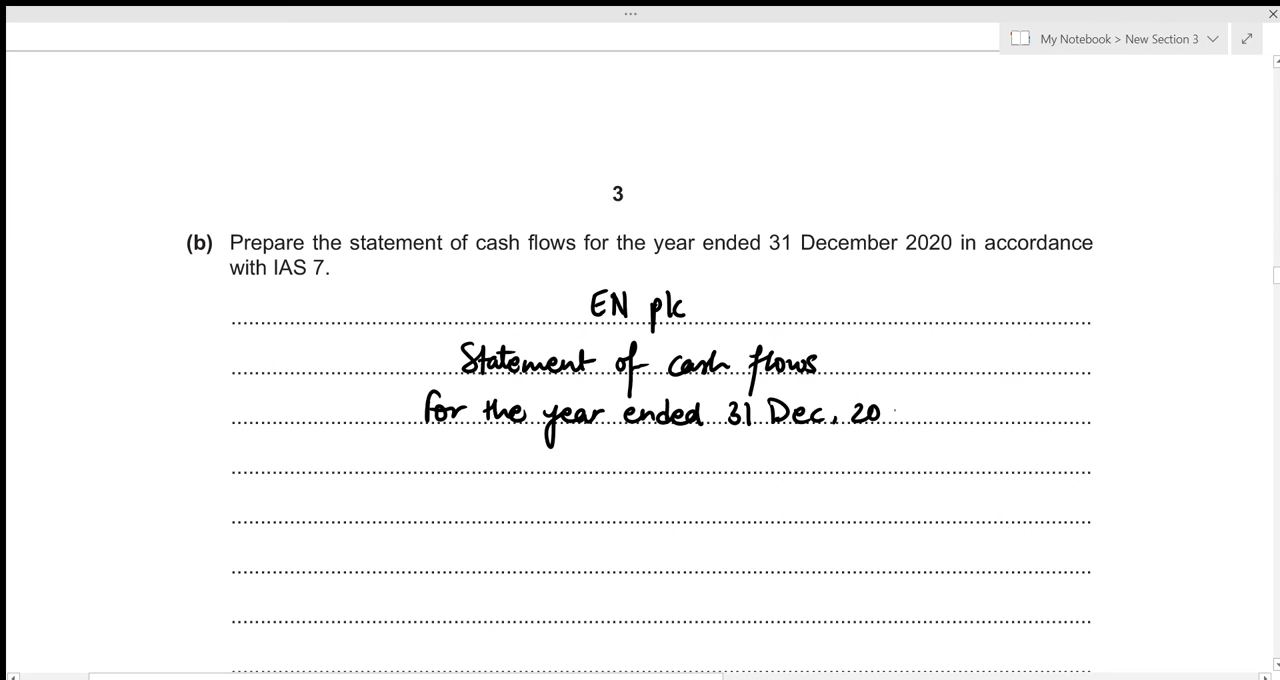 ...
My Notebook > New Section 3
3
(b) Prepare the statement of cash flows for the year ended 31 December 2020 in accordance
with IAS 7.
EN plc
Statement of cash flows
for the year ended 31 Dec. 20